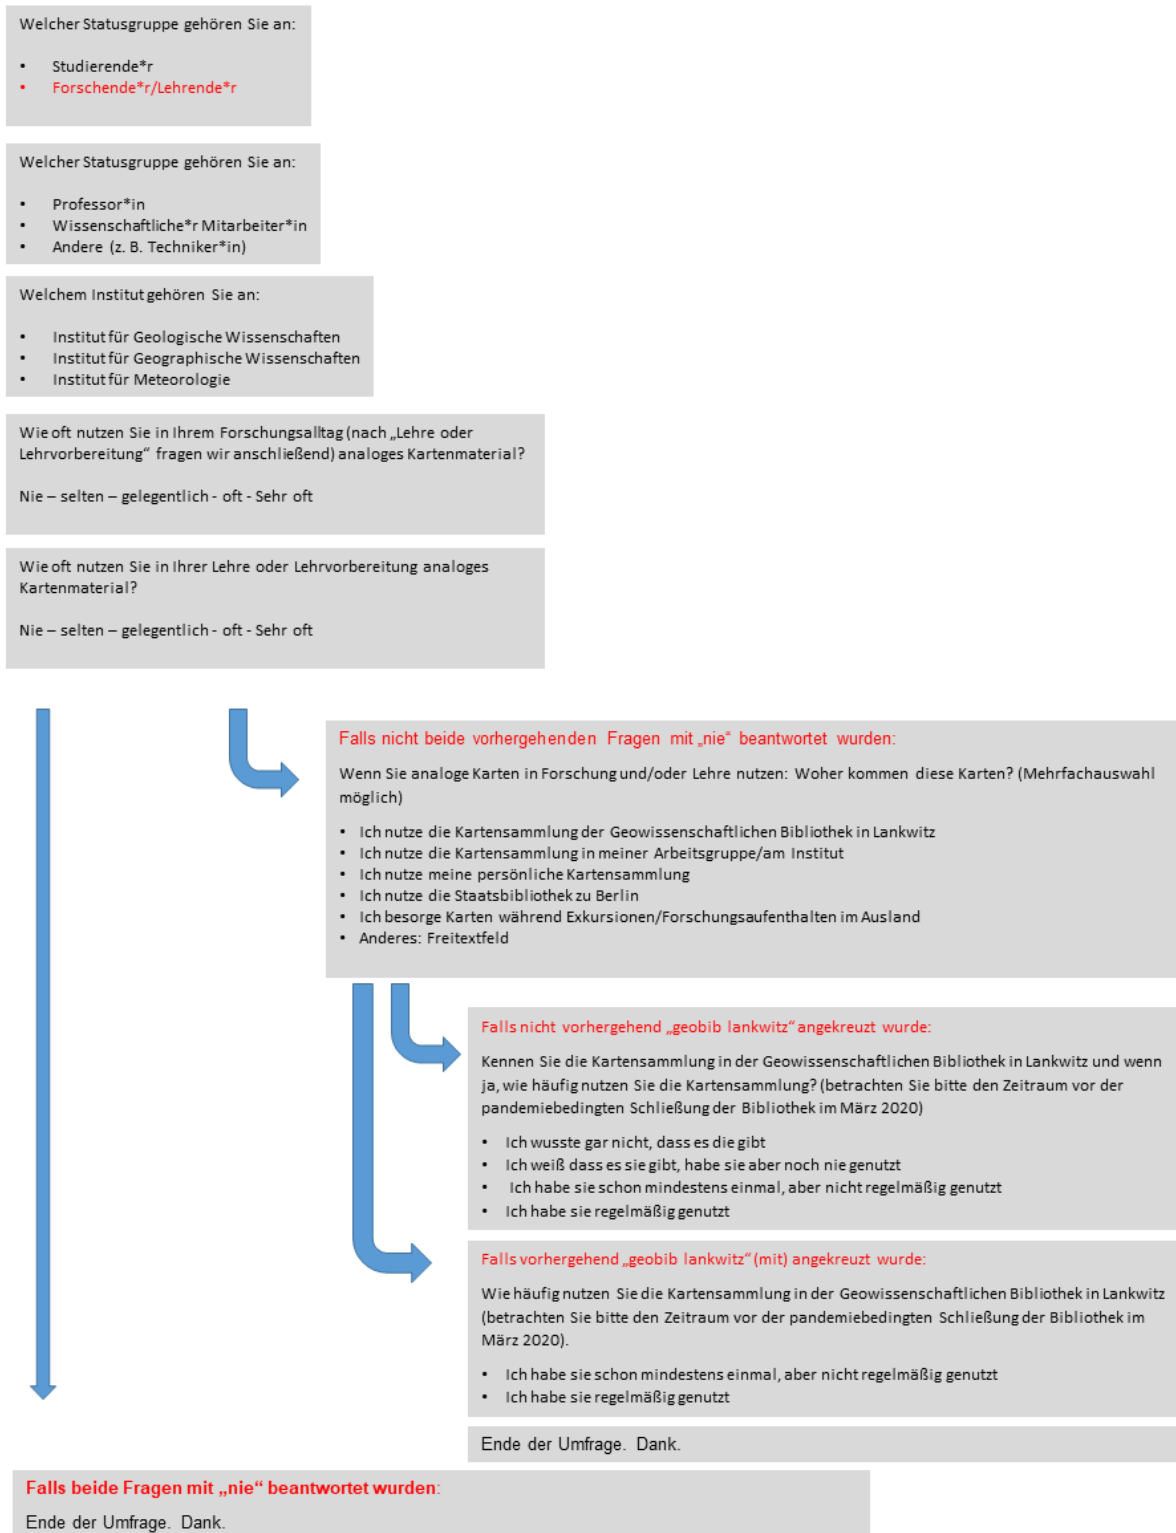 Welcher Statusgruppe gehören Sie an:
• Studierende*r
• Forschende*r/Lehrende*r
Welcher Statusgruppe gehören Sie an:
• Professor*in
• Wissenschaftliche*r Mitarbeiter*in
• Andere (z. B. Techniker*in)
Welchem Institut gehören Sie an:
• Institut für Geologische Wissenschaften
• Institut für Geographische Wissenschaften
• Institut für Meteorologie
Wie oft nutzen Sie in Ihrem Forschungsalltag (nach „Lehre oder
Lehrvorbereitung“ fragen wir anschließend) analoges Kartenmaterial?
Nie – selten – gelegentlich - oft - Sehr oft
Wie oft nutzen Sie in Ihrer Lehre oder Lehrvorbereitung analoges
Kartenmaterial?
Nie – selten – gelegentlich - oft - Sehr oft
Falls nicht beide vorhergehenden Fragen mit „nie“ beantwortet wurden:
Wenn Sie analoge Karten in Forschung und/oder Lehre nutzen: Woher kommen diese Karten? (Mehrfachauswahl
möglich)
• Ich nutze die Kartensammlung der Geowissenschaftlichen Bibliothek in Lankwitz
• Ich nutze die Kartensammlung in meiner Arbeitsgruppe/am Institut
• Ich nutze meine persönliche Kartensammlung
• Ich nutze die Staatsbibliothek zu Berlin
• Ich besorge Karten während Exkursionen/Forschungsaufenthalten im Ausland
• Anderes: Freitextfeld
Falls nicht vorhergehend „geobib lankwitz“ angekreuzt wurde:
Kennen Sie die Kartensammlung in der Geowissenschaftlichen Bibliothek in Lankwitz und wenn
ja, wie häufig nutzen Sie die Kartensammlung? (betrachten Sie bitte den Zeitraum vor der
pandemiebedingten Schließung der Bibliothek im März 2020)
• Ich wusste gar nicht, dass es die gibt
• Ich weiß dass es sie gibt, habe sie aber noch nie genutzt
• Ich habe sie schon mindestens einmal, aber nicht regelmäßig genutzt
• Ich habe sie regelmäßig genutzt
Falls vorhergehend „geobib lankwitz“ (mit) angekreuzt wurde:
Wie häufig nutzen Sie die Kartensammlung in der Geowissenschaftlichen Bibliothek in Lankwitz
(betrachten Sie bitte den Zeitraum vor der pandemiebedingten Schließung der Bibliothek im
März 2020).
• Ich habe sie schon mindestens einmal, aber nicht regelmäßig genutzt
• Ich habe sie regelmäßig genutzt
Ende der Umfrage. Dank.
Falls beide Fragen mit „nie“ beantwortet wurden:
Ende der Umfrage. Dank.